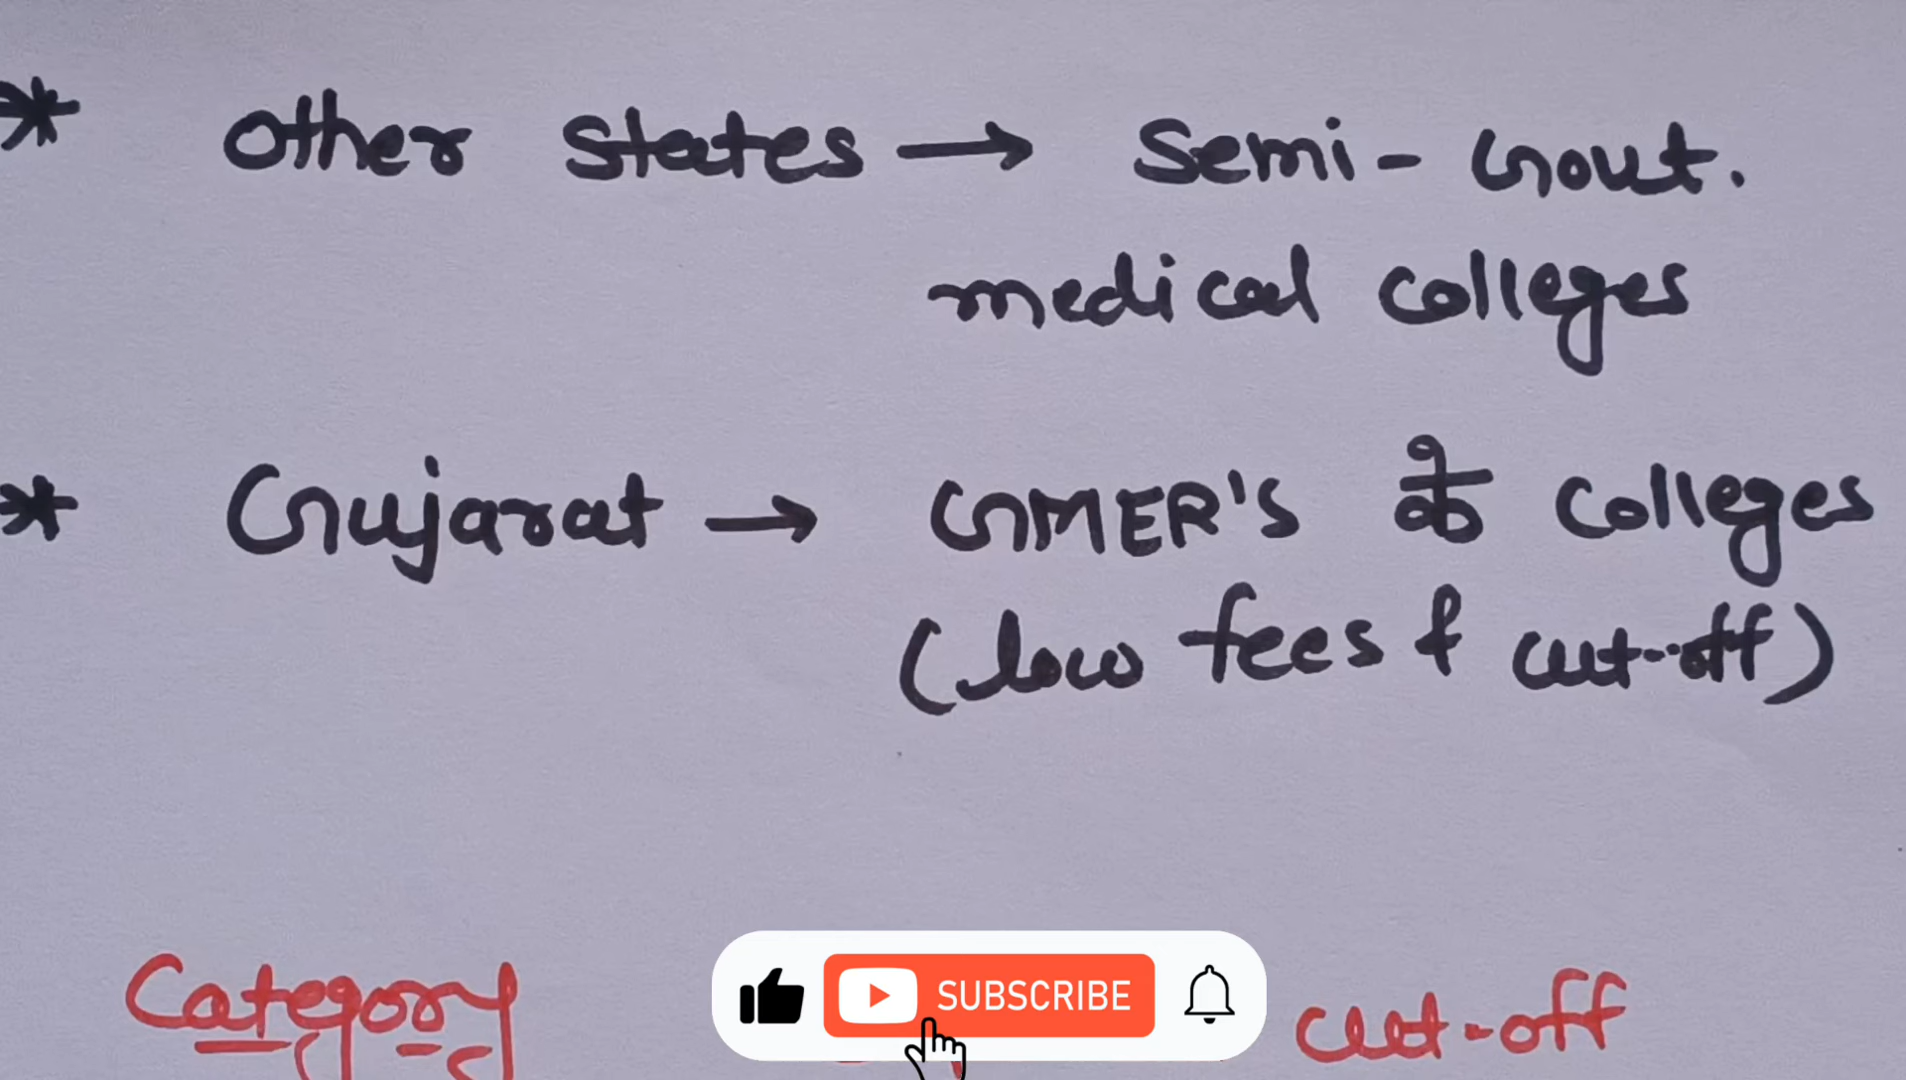 * Other States → Semi-Govt.
medical colleges
* Gujarat → GMER'S के Colleges
(low fees & cut-off)
Category
cut-off
SUBSCRIBE